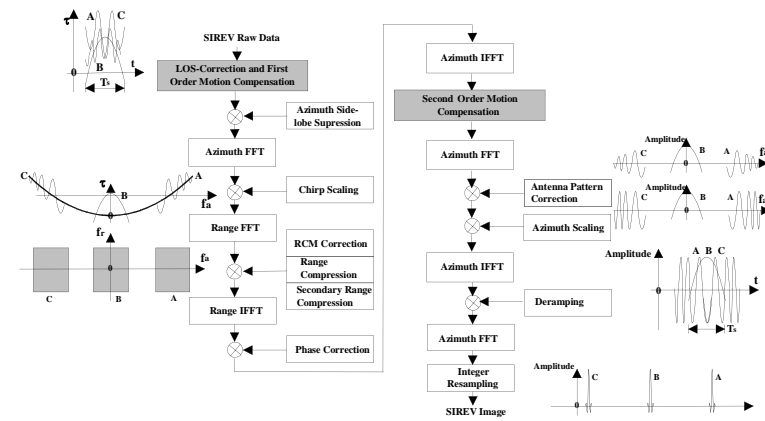 τ
A C
B
0
t
Ts
SIREV Raw Data
LOS-Correction and First
Order Motion Compensation
Azimuth Side-
lobe Supression
Azimuth FFT
C
τ
A
B
0
fa
Chirp Scaling
Range FFT
fr
0
fa
C
B
A
RCM Correction
Range
Compression
Secondary Range
Compression
Range IFFT
Phase Correction
Azimuth IFFT
Second Order Motion
Compensation
Azimuth FFT
Antenna Pattern
Correction
Azimuth Scaling
Azimuth IFFT
Deramping
Azimuth FFT
Integer
Resampling
SIREV Image
Amplitude
C
B
A
0
fa
Amplitude
C
B
A
0
fa
Amplitude
A B C
0
t
Ts
Amplitude
C
B
A
0
t